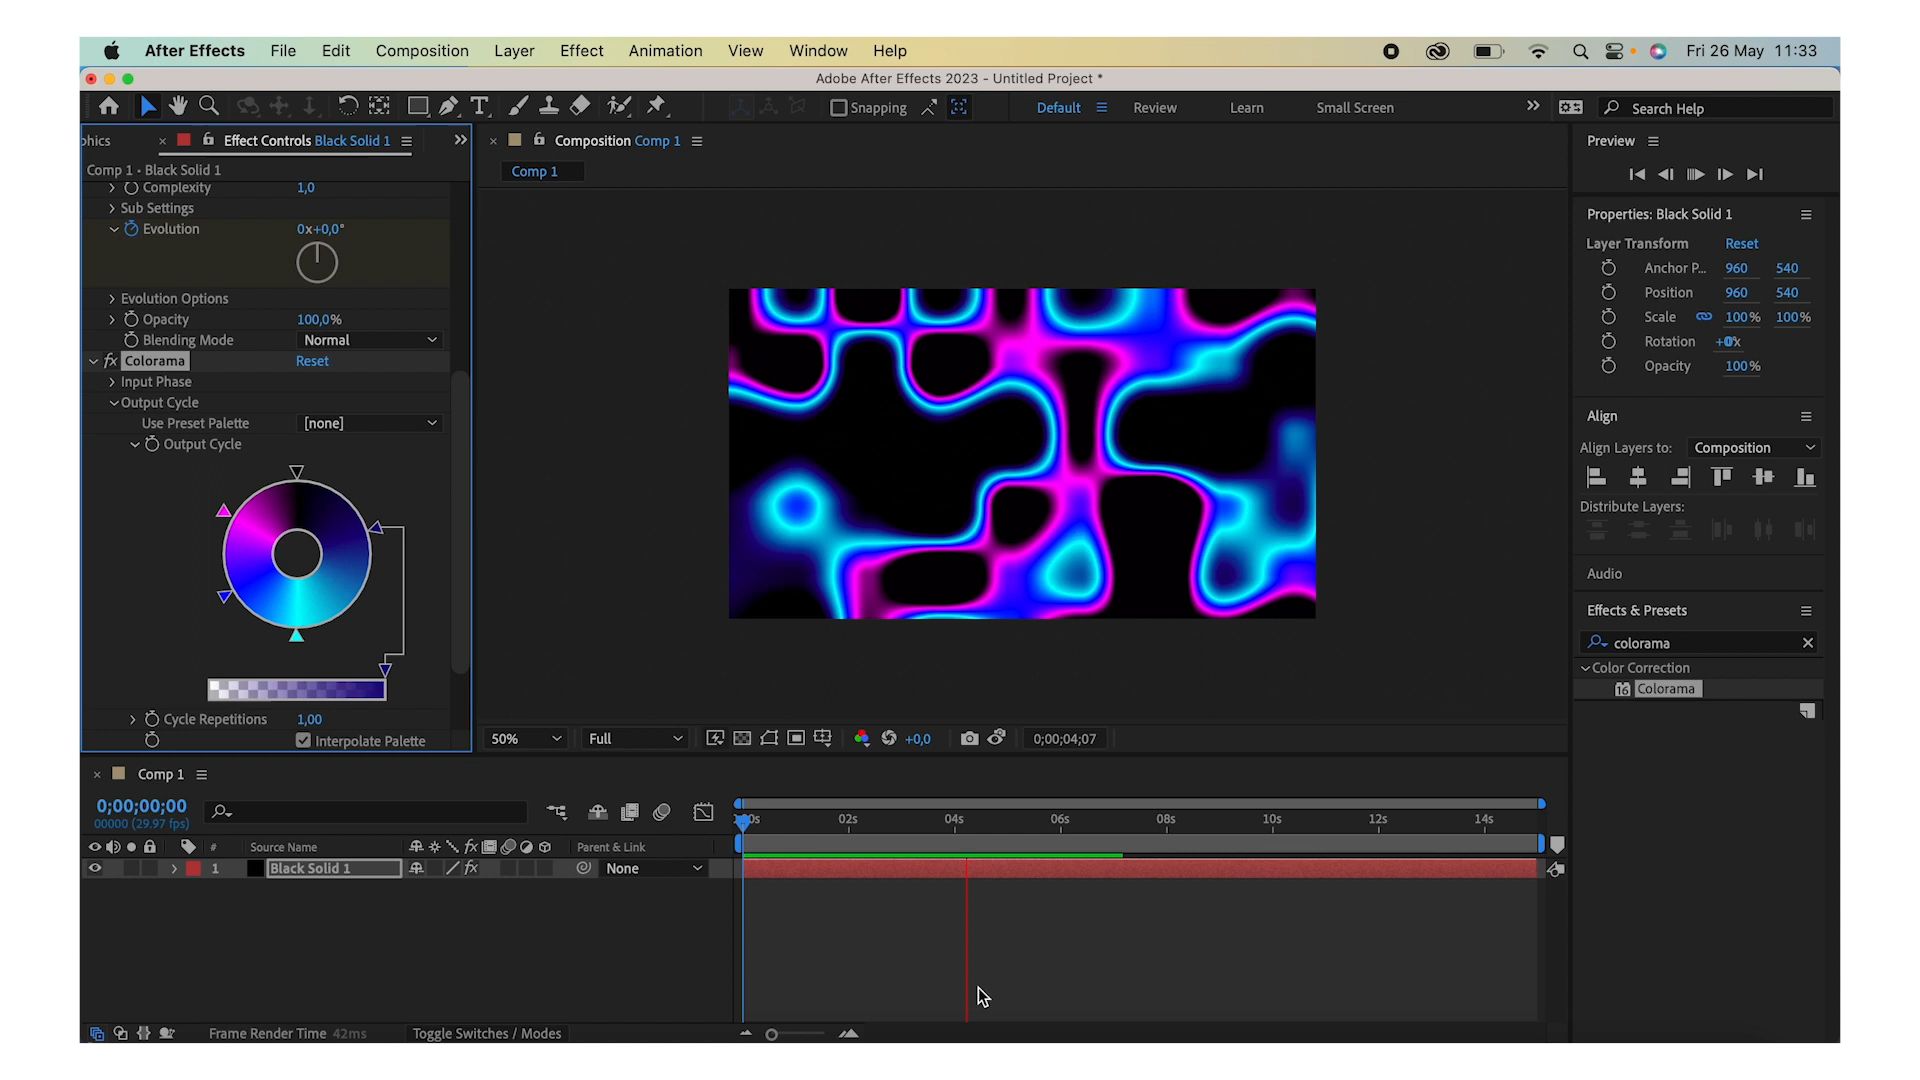 After Effects File Edit Composition Layer Effect Animation View Window Help Fri 26 May 11:33
Adobe After Effects 2023 - Untitled Project *
Snapping Default Review Learn Small Screen Search Help
phics Effect Controls Black Solid 1
Comp 1 • Black Solid 1
Complexity 1,0
Sub Settings
Evolution 0x+0,0°
Evolution Options
Opacity 100,0%
Blending Mode Normal
fx Colorama Reset
Input Phase
Output Cycle
Use Preset Palette [none]
Output Cycle
Cycle Repetitions 1,00
Interpolate Palette
Composition Comp 1
Comp 1
50% Full +0,0 0;00;04;07
Preview
Properties: Black Solid 1
Layer Transform Reset
Anchor P... 960 540
Position 960 540
Scale 100% 100%
Rotation
Opacity 100%
Align
Align Layers to: Composition
Distribute Layers:
Audio
Effects & Presets
colorama
Color Correction
16 Colorama
Comp 1
0;00;00;00
00000 (29.97 fps)
02s 04s 06s 08s 10s 12s 14s
# Source Name fx Parent & Link
1 Black Solid 1 fx None
Frame Render Time 42ms Toggle Switches / Modes